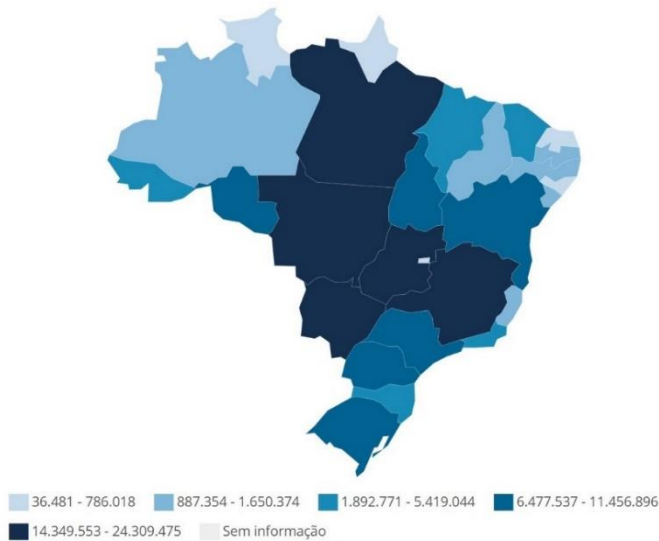 36.481 - 786.018 887.354 - 1.650.374 1.892.771 - 5.419.044 6.477.537 - 11.456.896
14.349.553 - 24.309.475 Sem informação